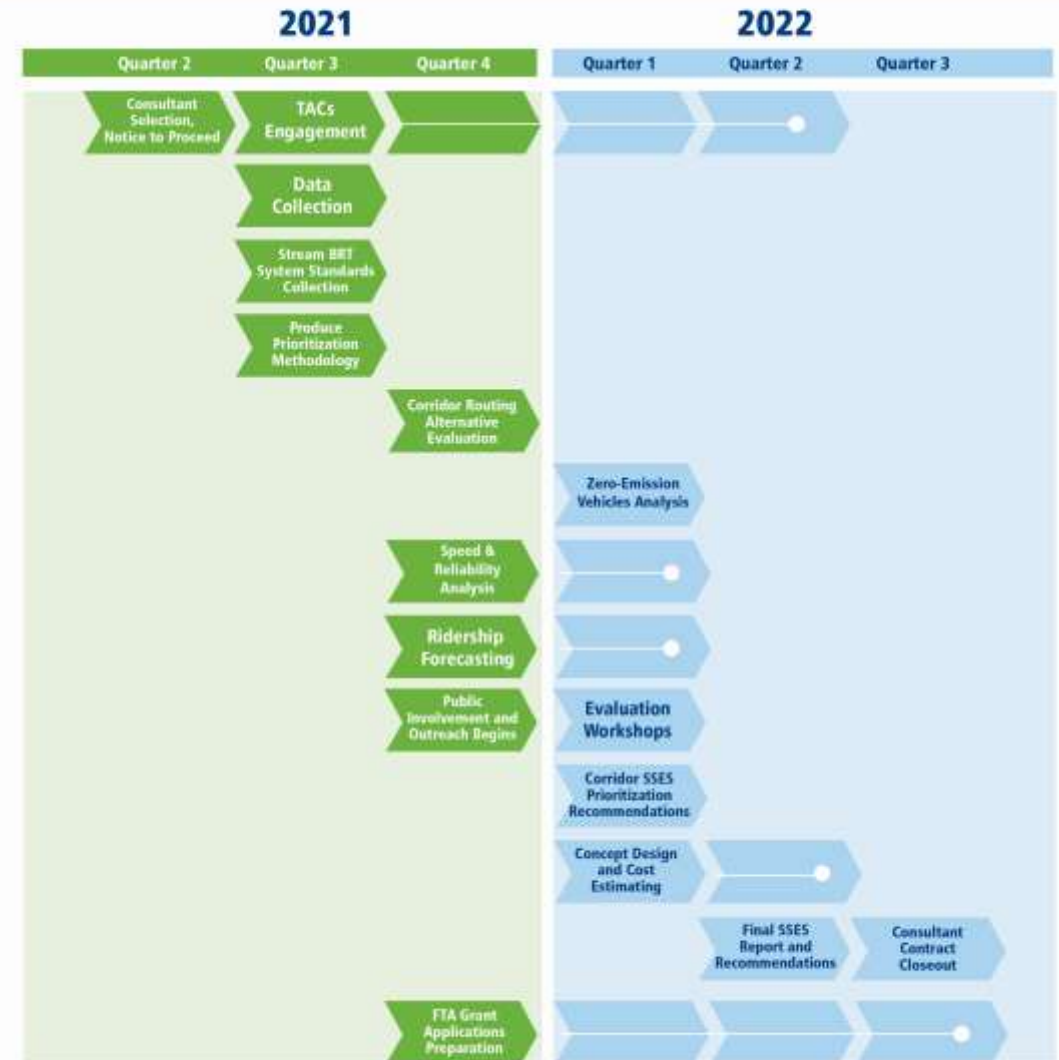 2021
2022
Quarter 2
Quarter 3
Quarter 4
Quarter 1
Quarter 2
Quarter 3
Consultant
Selection,
Notice to Proceed
TACs
Engagement
Data
Collection
Stream BRT
System Standards
Collection
Produce
Prioritization
Methodology
Corridor Routing
Alternative
Evaluation
Zero-Emission
Vehicles Analysis
Speed &
Reliability
Analysis
Ridership
Forecasting
Public
Involvement and
Outreach Begins
Evaluation
Workshops
Corridor SSES
Prioritization
Recommendations
Concept Design
and Cost
Estimating
Final SSES
Report and
Recommendations
Consultant
Contract
Closeout
FTA Grant
Applications
Preparation